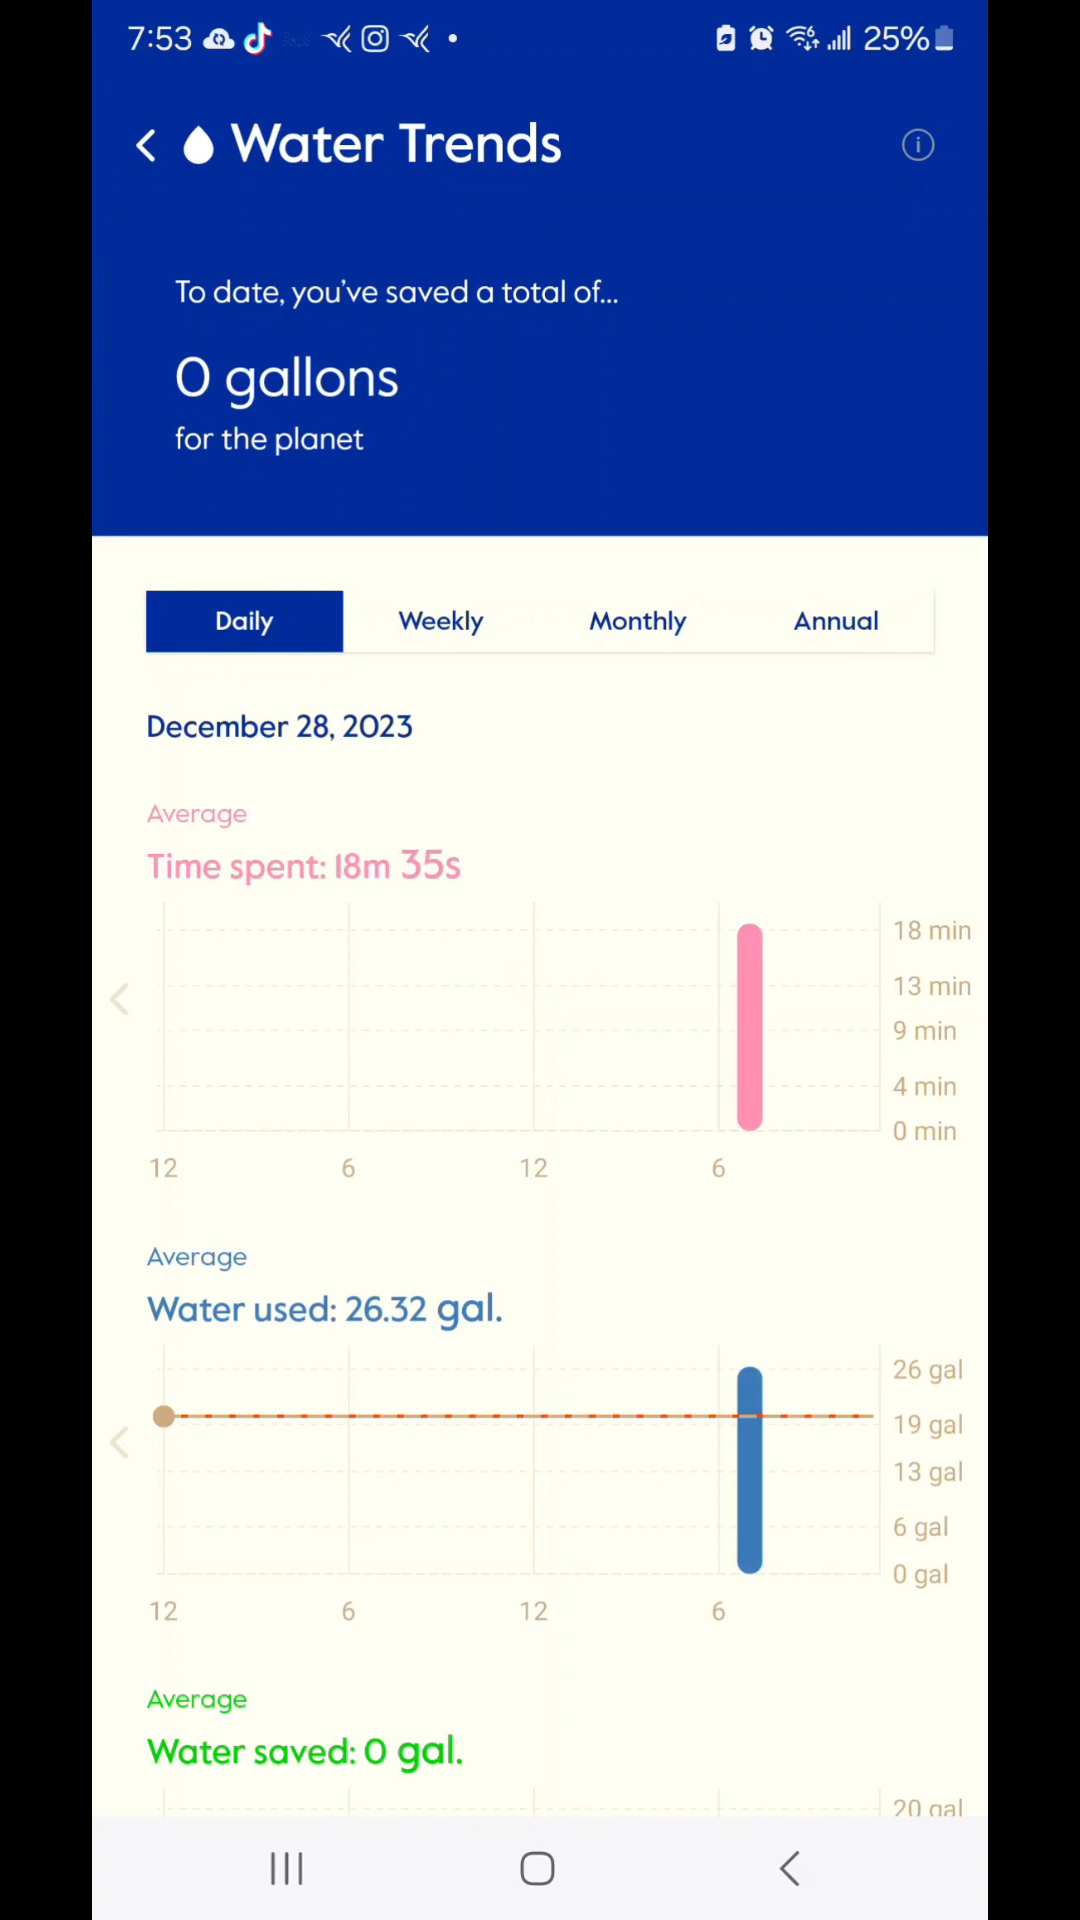 7:53 25%
Water Trends
To date, you've saved a total of...
0 gallons
for the planet
Daily Weekly Monthly Annual
December 28, 2023
Average
Time spent: 18m 35s
18 min
13 min
9 min
4 min
0 min
12 6 12 6
Average
Water used: 26.32 gal.
26 gal
19 gal
13 gal
6 gal
0 gal
12 6 12 6
Average
Water saved: 0 gal.
20 gal